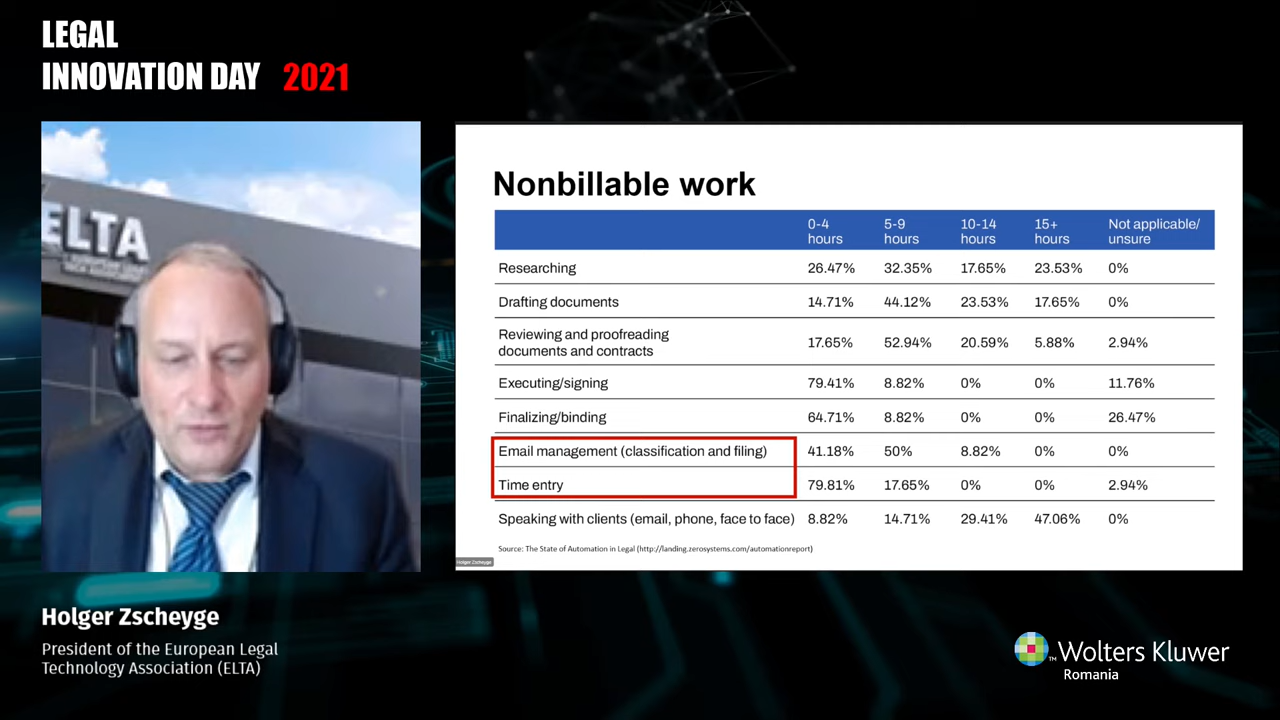 LEGAL
INNOVATION DAY 2021
ELTA
Nonbillable work
0-4 hours 5-9 hours 10-14 hours 15+ hours Not applicable/ unsure
Researching 26.47% 32.35% 17.65% 23.53% 0%
Drafting documents 14.71% 44.12% 23.53% 17.65% 0%
Reviewing and proofreading
documents and contracts 17.65% 52.94% 20.59% 5.88% 2.94%
Executing/signing 79.41% 8.82% 0% 0% 11.76%
Finalizing/binding 64.71% 8.82% 0% 0% 26.47%
Email management (classification and filing) 41.18% 50% 8.82% 0% 0%
Time entry 79.81% 17.65% 0% 0% 2.94%
Speaking with clients (email, phone, face to face) 8.82% 14.71% 29.41% 47.06% 0%
Source: The State of Automation in Legal (http://landing.zerosystems.com/automationreport)
Holger Zscheyge
Holger Zscheyge
President of the European Legal
Technology Association (ELTA)
Wolters Kluwer
Romania